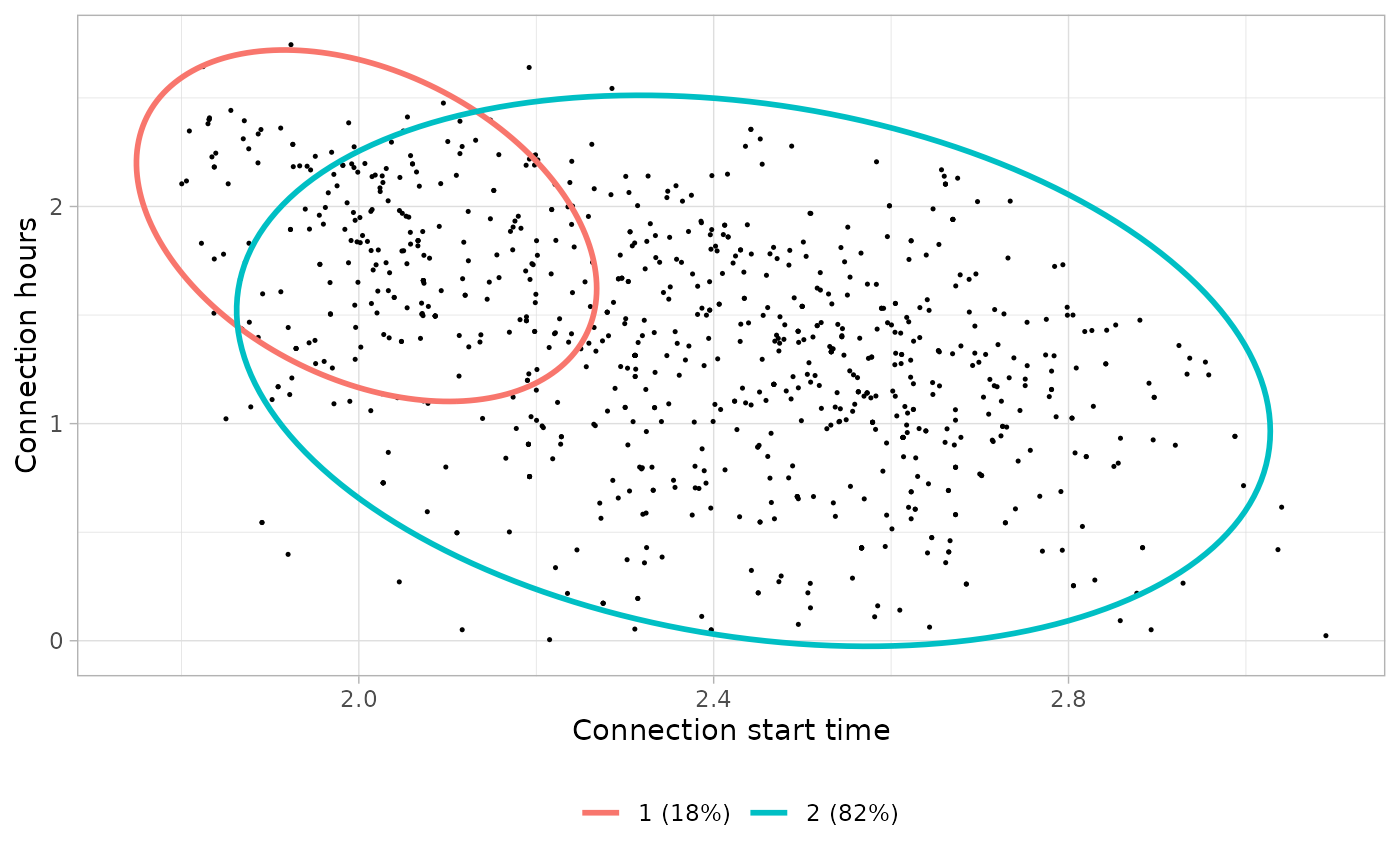 Connection hours
2
1
0
2.0 2.4 2.8
Connection start time
1 (18%) 2 (82%)